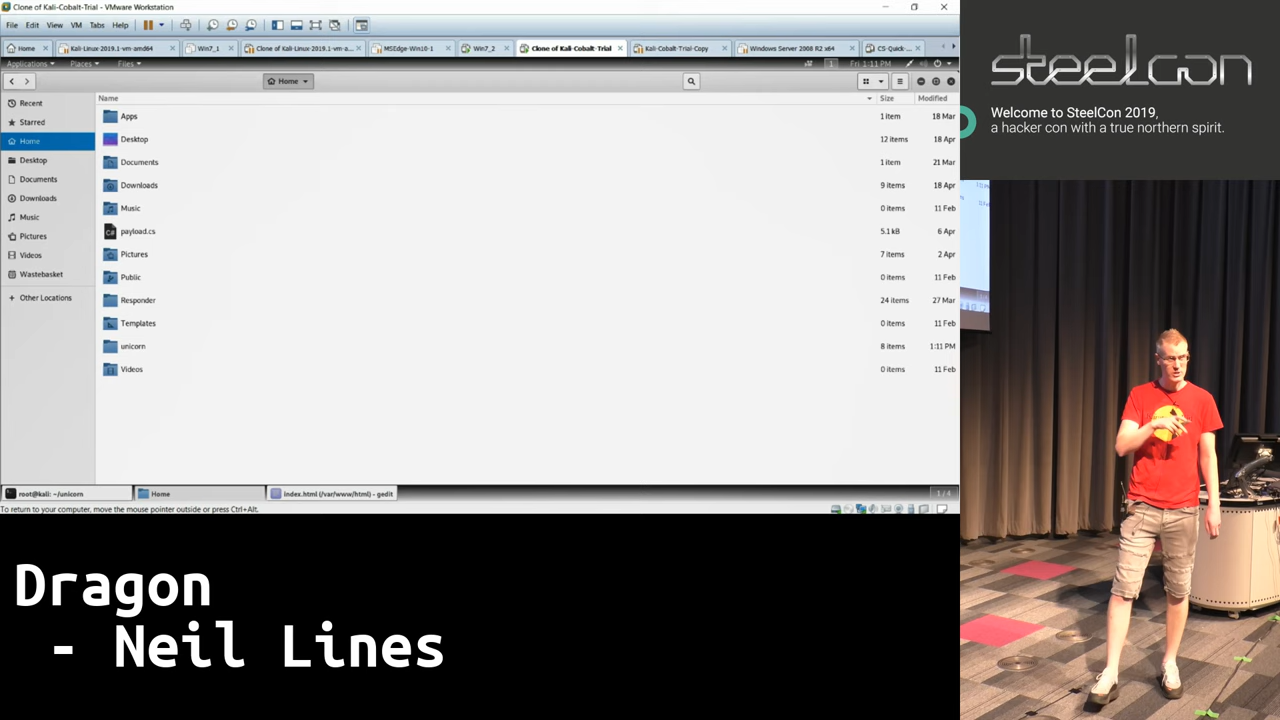 Clone of Kali-Cobalt-Trial - VMware Workstation
File Edit View VM Tabs Help
Home Kali-Linux-2019.1-vm-amd64 Win7_1 Clone of Kali-Linux-2019.1-vm-a... MSEdge-Win10-1 Win7_2 Clone of Kali-Cobalt-Trial Kali-Cobalt-Trial-Copy Windows Server 2008 R2 x64 CS-Quick-...
Applications Places Files 1 Fri 1:11 PM
Home
Name Size Modified
Recent
Starred
Home
Desktop
Documents
Downloads
Music
Pictures
Videos
Wastebasket
+ Other Locations
Apps 1 item 18 Mar
Desktop 12 items 18 Apr
Documents 1 item 21 Mar
Downloads 9 items 18 Apr
Music 0 items 11 Feb
payload.cs 5.1 kB 6 Apr
Pictures 7 items 2 Apr
Public 0 items 11 Feb
Responder 24 items 27 Mar
Templates 0 items 11 Feb
unicorn 8 items 1:11 PM
Videos 0 items 11 Feb
root@kali: ~/unicorn Home index.html (/var/www/html) - gedit 1 / 4
To return to your computer, move the mouse pointer outside or press Ctrl+Alt.
steelcon
Welcome to SteelCon 2019,
a hacker con with a true northern spirit.
Dragon
- Neil Lines